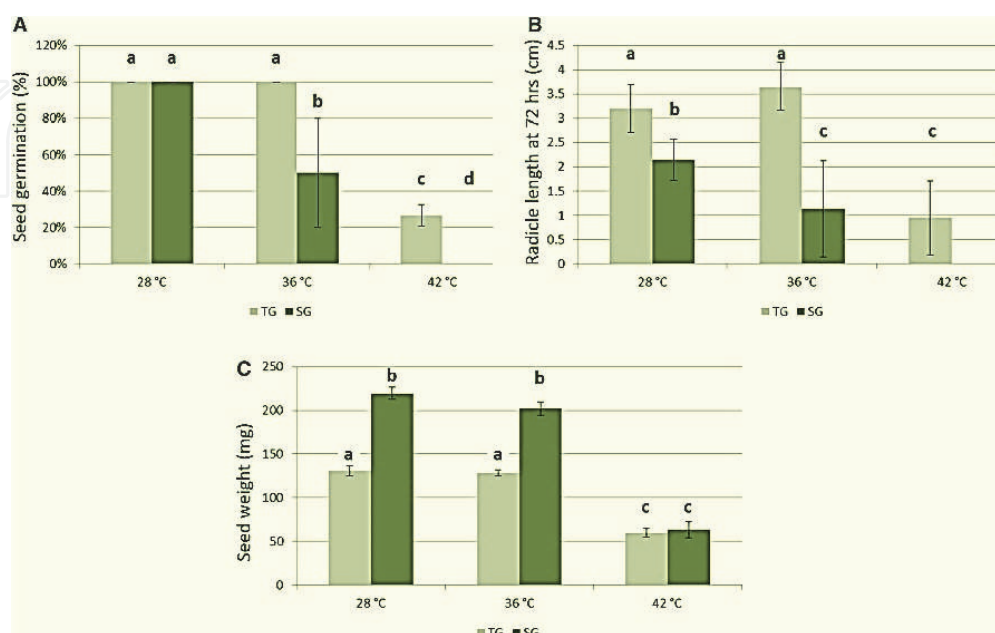 A
Seed germination (%)
120%
100%
80%
60%
40%
20%
0%
a a a b c d
28 °C 36 °C 42 °C
TG SG
B
Radicle length at 72 hrs (cm)
4.5
4
3.5
3
2.5
2
1.5
1
0.5
0
a b a c c
28 °C 36 °C 42 °C
TG SG
C
Seed weight (mg)
250
200
150
100
50
0
a b a b c c
28 °C 36 °C 42 °C
TG SG